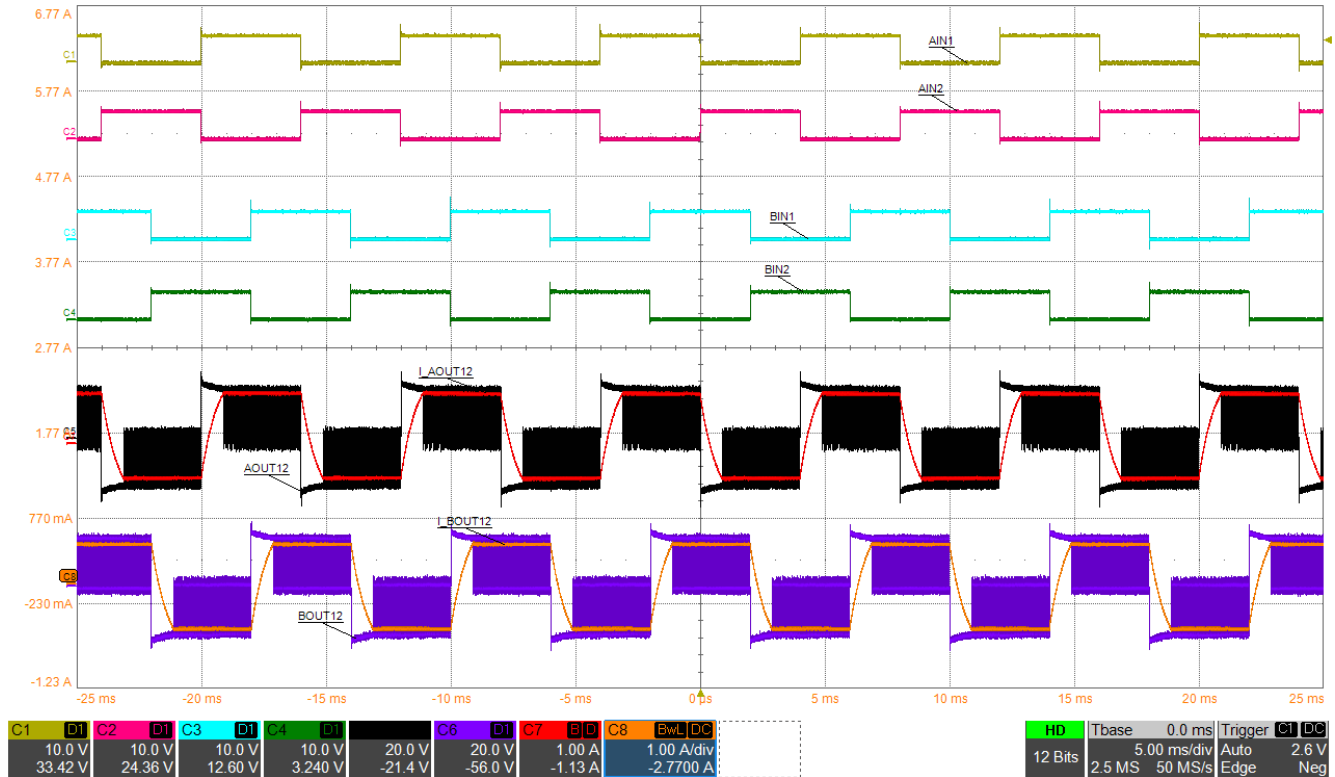 6.77 A
C1
AIN1
5.77 A
AIN2
C2
4.77 A
BIN1
C3
3.77 A
BIN2
C4
2.77 A
I_AOUT12
1.77 A
AOUT12
770 mA
I_BOUT12
C8
-230 mA
BOUT12
-1.23 A
-25 ms -20 ms -15 ms -10 ms -5 ms 0 µs 5 ms 10 ms 15 ms 20 ms 25 ms
C1 D1 C2 D1 C3 D1 C4 D1 C6 D1 C7 B D C8 BwL DC HD Tbase 0.0 ms Trigger C1 DC
10.0 V 10.0 V 10.0 V 10.0 V 20.0 V 20.0 V 1.00 A 1.00 A/div 12 Bits 5.00 ms/div Auto 2.6 V
33.42 V 24.36 V 12.60 V 3.240 V -21.4 V -56.0 V -1.13 A -2.7700 A 2.5 MS 50 MS/s Edge Neg